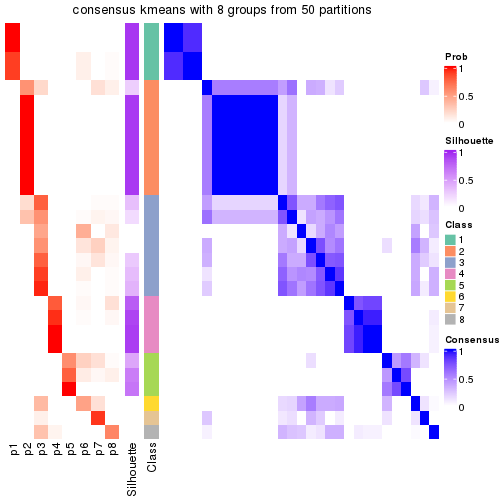 consensus kmeans with 8 groups from 50 partitions
Prob
1
0.5
0
Silhouette
1
0.5
0
Class
1
2
3
4
5
6
7
8
Consensus
1
0.5
0
p1
p2
p3
p4
p5
p6
p7
p8
Silhouette
Class